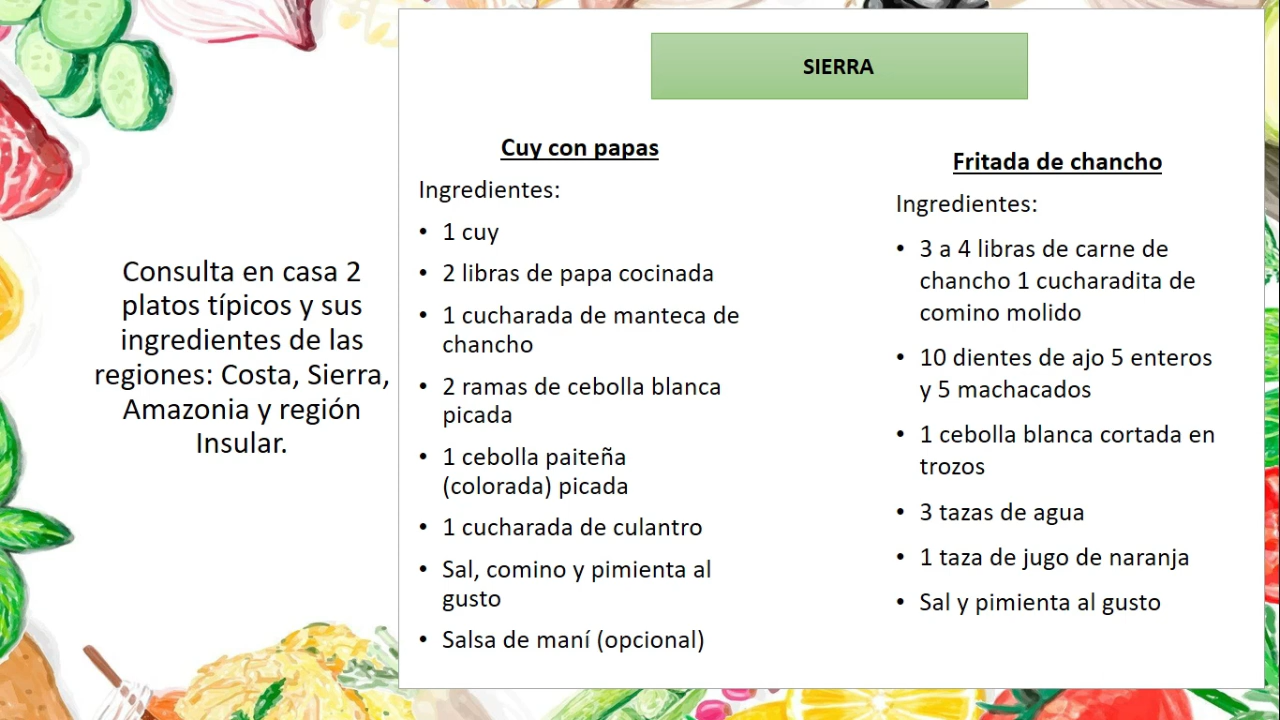 Consulta en casa 2
platos típicos y sus
ingredientes de las
regiones: Costa, Sierra,
Amazonia y región
Insular.
SIERRA
Cuy con papas
Ingredientes:
• 1 cuy
• 2 libras de papa cocinada
• 1 cucharada de manteca de
chancho
• 2 ramas de cebolla blanca
picada
• 1 cebolla paiteña
(colorada) picada
• 1 cucharada de culantro
• Sal, comino y pimienta al
gusto
• Salsa de maní (opcional)
Fritada de chancho
Ingredientes:
• 3 a 4 libras de carne de
chancho 1 cucharadita de
comino molido
• 10 dientes de ajo 5 enteros
y 5 machacados
• 1 cebolla blanca cortada en
trozos
• 3 tazas de agua
• 1 taza de jugo de naranja
• Sal y pimienta al gusto